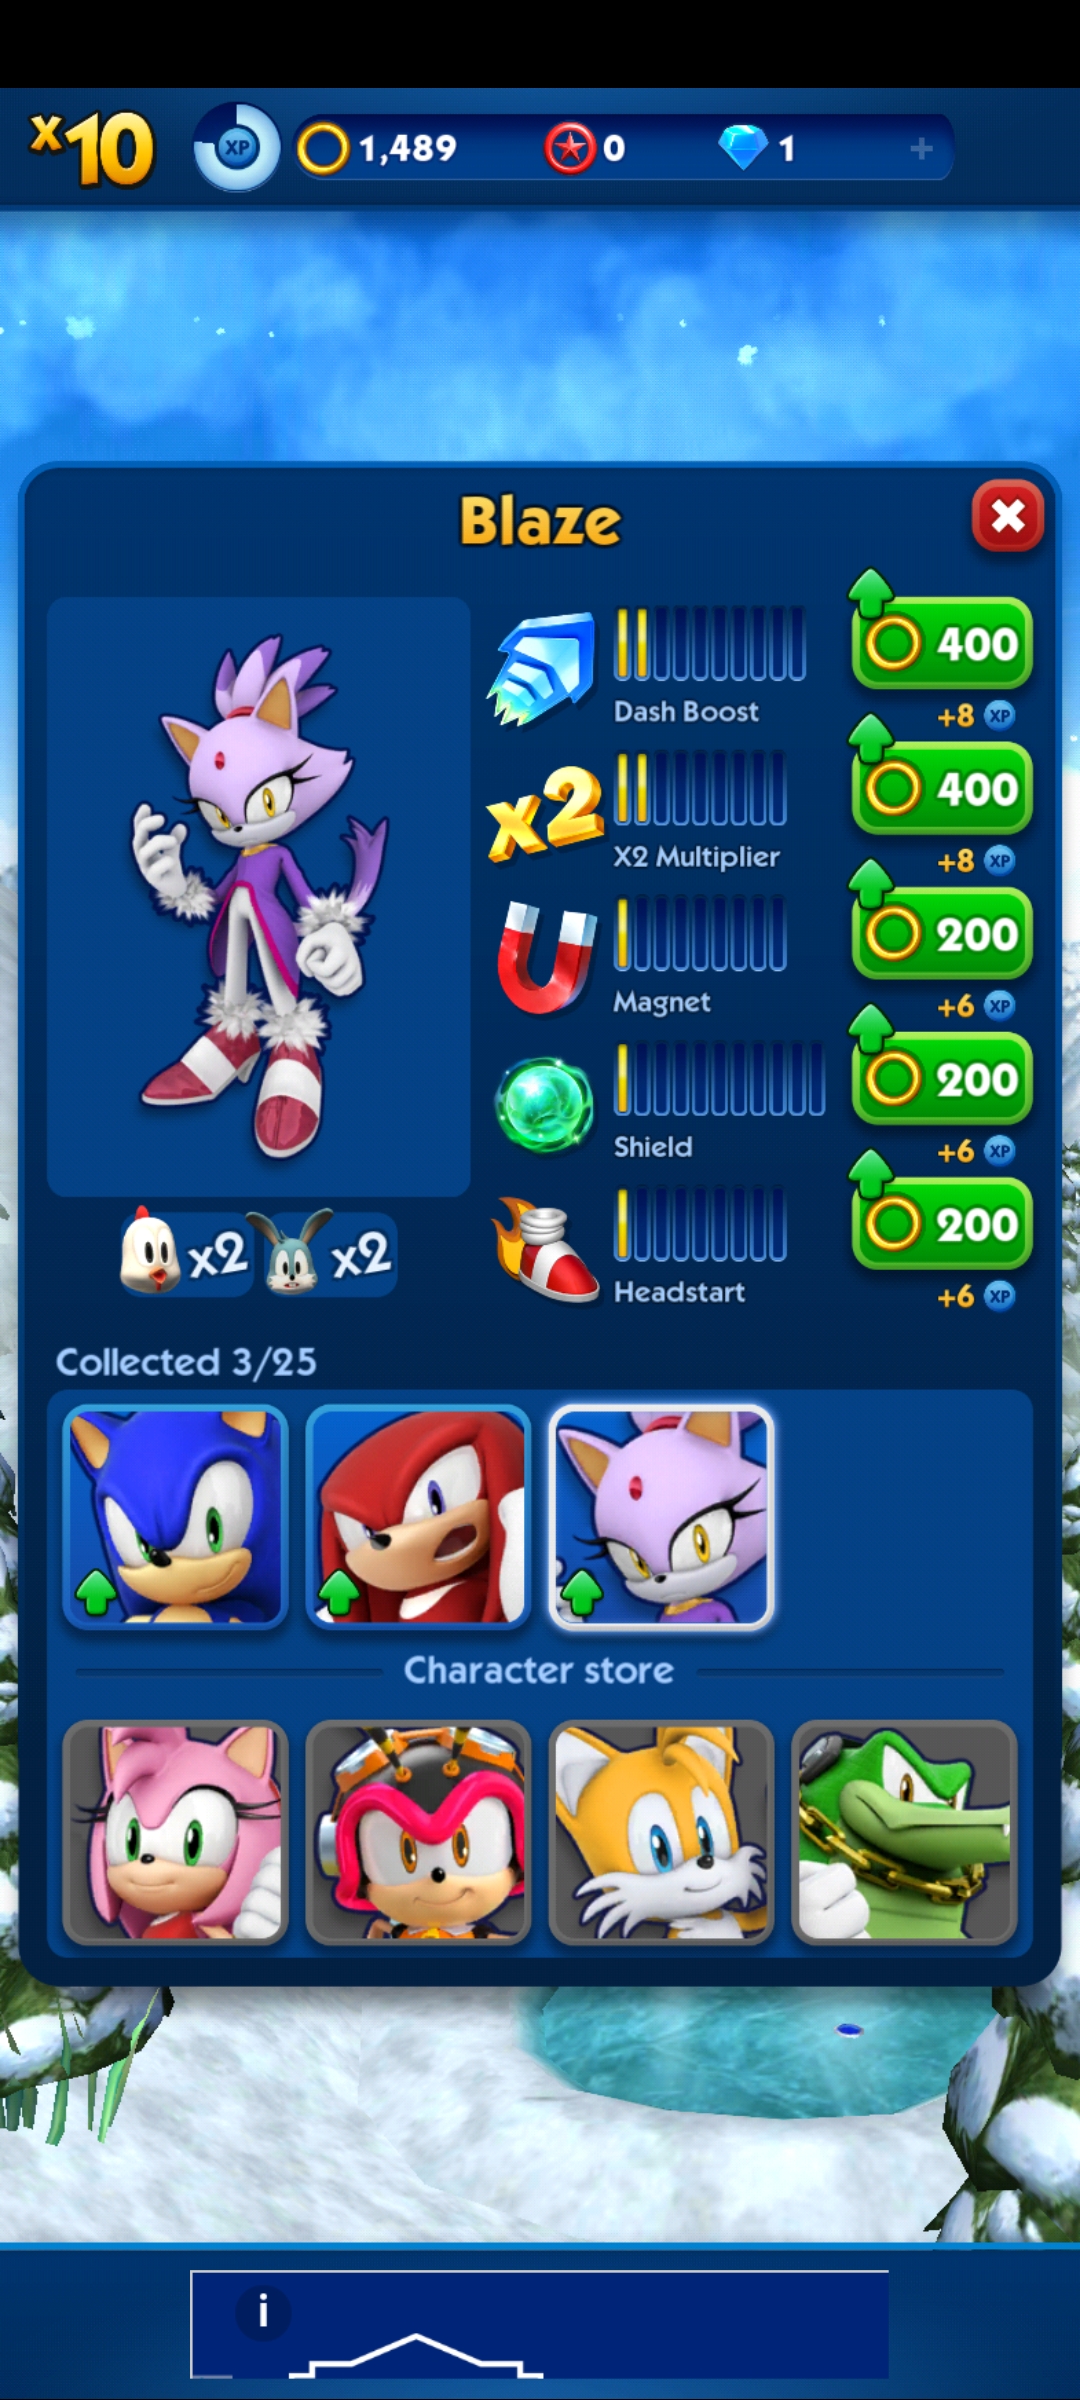 x10
XP
1,489
0
1
+
Blaze
400
Dash Boost
+8 XP
x2
400
X2 Multiplier
+8 XP
200
Magnet
+6 XP
200
Shield
+6 XP
x2
x2
200
Headstart
+6 XP
Collected 3/25
Character store
i